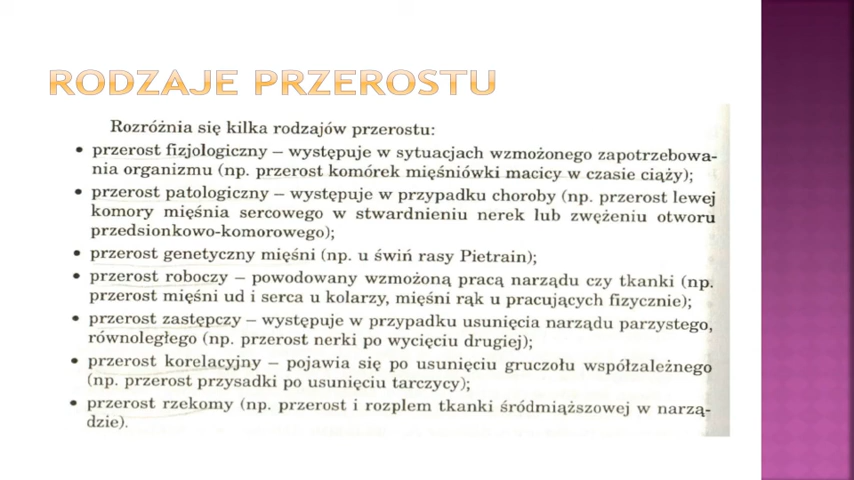 RODZAJE PRZEROSTU
Rozróżnia się kilka rodzajów przerostu:
• przerost fizjologiczny – występuje w sytuacjach wzmożonego zapotrzebowa-
nia organizmu (np. przerost komórek mięśniówki macicy w czasie ciąży);
• przerost patologiczny – występuje w przypadku choroby (np. przerost lewej
komory mięśnia sercowego w stwardnieniu nerek lub zwężeniu otworu
przedsionkowo-komorowego);
• przerost genetyczny mięśni (np. u świń rasy Pietrain);
• przerost roboczy – powodowany wzmożoną pracą narządu czy tkanki (np.
przerost mięśni ud i serca u kolarzy, mięśni rąk u pracujących fizycznie);
• przerost zastępczy – występuje w przypadku usunięcia narządu parzystego,
równoległego (np. przerost nerki po wycięciu drugiej);
• przerost korelacyjny – pojawia się po usunięciu gruczołu współzależnego
(np. przerost przysadki po usunięciu tarczycy);
• przerost rzekomy (np. przerost i rozplem tkanki śródmiąższowej w narzą-
dzie).